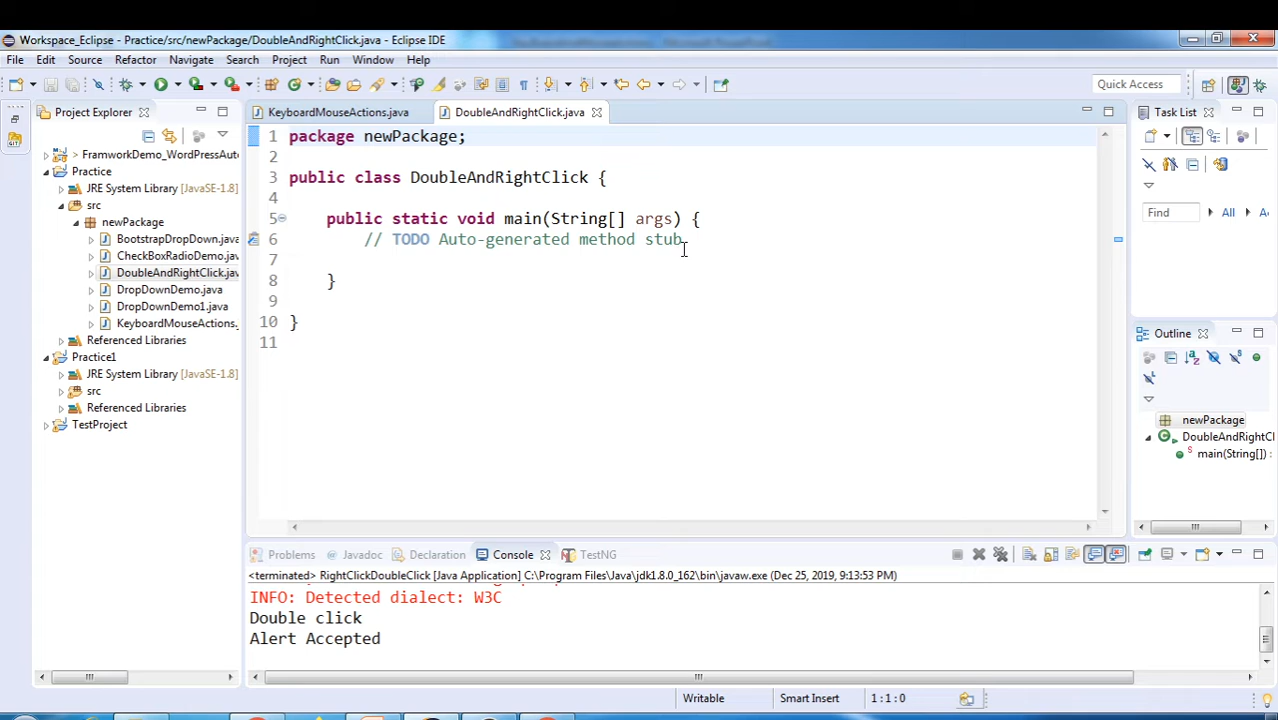 Workspace_Eclipse - Practice/src/newPackage/DoubleAndRightClick.java - Eclipse IDE
File Edit Source Refactor Navigate Search Project Run Window Help
Quick Access
Project Explorer
> FramworkDemo_WordPressAuto
Practice
JRE System Library [JavaSE-1.8]
src
newPackage
BootstrapDropDown.java
CheckBoxRadioDemo.java
DoubleAndRightClick.jav
DropDownDemo.java
DropDownDemo1.java
KeyboardMouseActions.
Referenced Libraries
Practice1
JRE System Library [JavaSE-1.8]
src
Referenced Libraries
TestProject
KeyboardMouseActions.java
DoubleAndRightClick.java
1 package newPackage;
2
3 public class DoubleAndRightClick {
4
5 public static void main(String[] args) {
6 // TODO Auto-generated method stub
7
8 }
9
10 }
11
Task List
Find All A
Outline
newPackage
DoubleAndRightCl
main(String[]) :
Problems Javadoc Declaration Console TestNG
<terminated> RightClickDoubleClick [Java Application] C:\Program Files\Java\jdk1.8.0_162\bin\javaw.exe (Dec 25, 2019, 9:13:53 PM)
INFO: Detected dialect: W3C
Double click
Alert Accepted
Writable Smart Insert 1:1:0